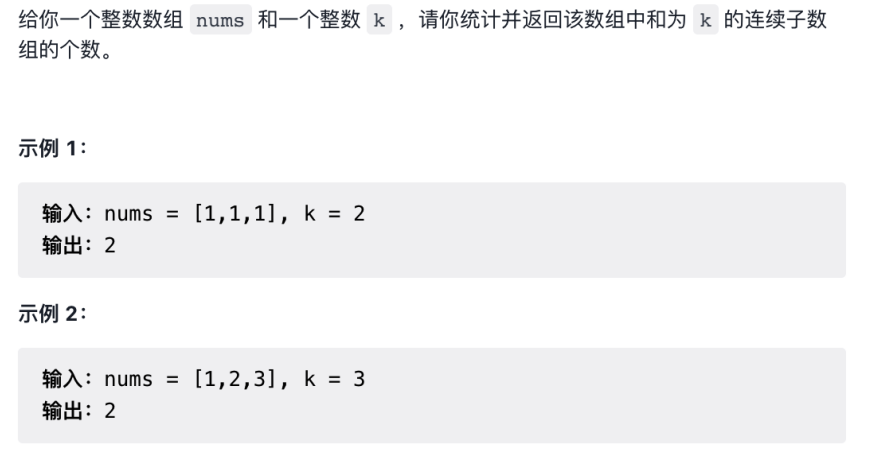 给你一个整数数组 nums 和一个整数 k ，请你统计并返回该数组中和为 k 的连续子数
组的个数。
示例 1：
输入：nums = [1,1,1], k = 2
输出：2
示例 2：
输入：nums = [1,2,3], k = 3
输出：2